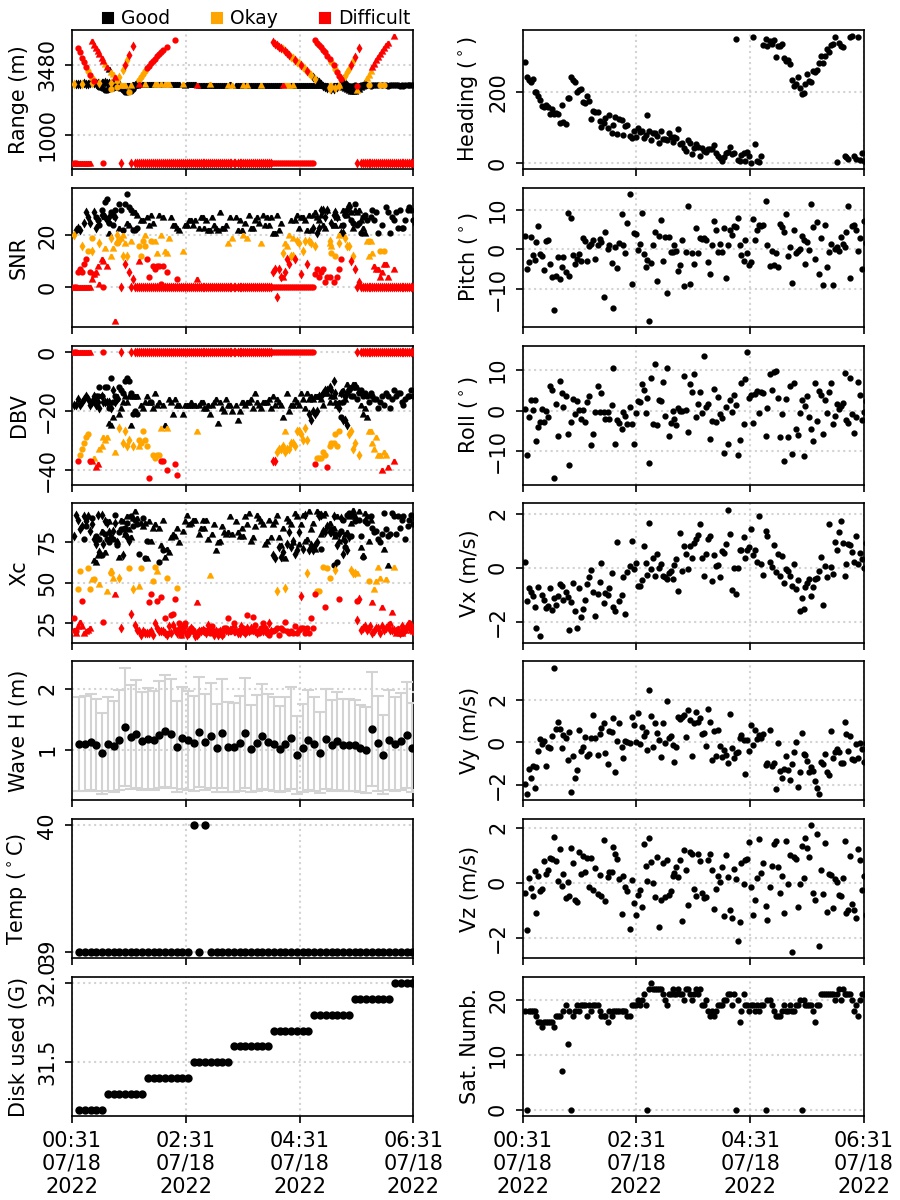 Good Okay Difficult
Range (m)
3480
1000
SNR
20
0
DBV
0
−20
−40
Xc
75
50
25
Wave H (m)
2
1
Temp (°C)
40
39
Disk used (G)
32.0
31.5
00:31 02:31 04:31 06:31
07/18 07/18 07/18 07/18
2022 2022 2022 2022
Heading (°)
200
0
Pitch (°)
10
0
−10
Roll (°)
10
0
−10
Vx (m/s)
2
0
−2
Vy (m/s)
2
0
−2
Vz (m/s)
2
0
−2
Sat. Numb.
20
10
0
00:31 02:31 04:31 06:31
07/18 07/18 07/18 07/18
2022 2022 2022 2022